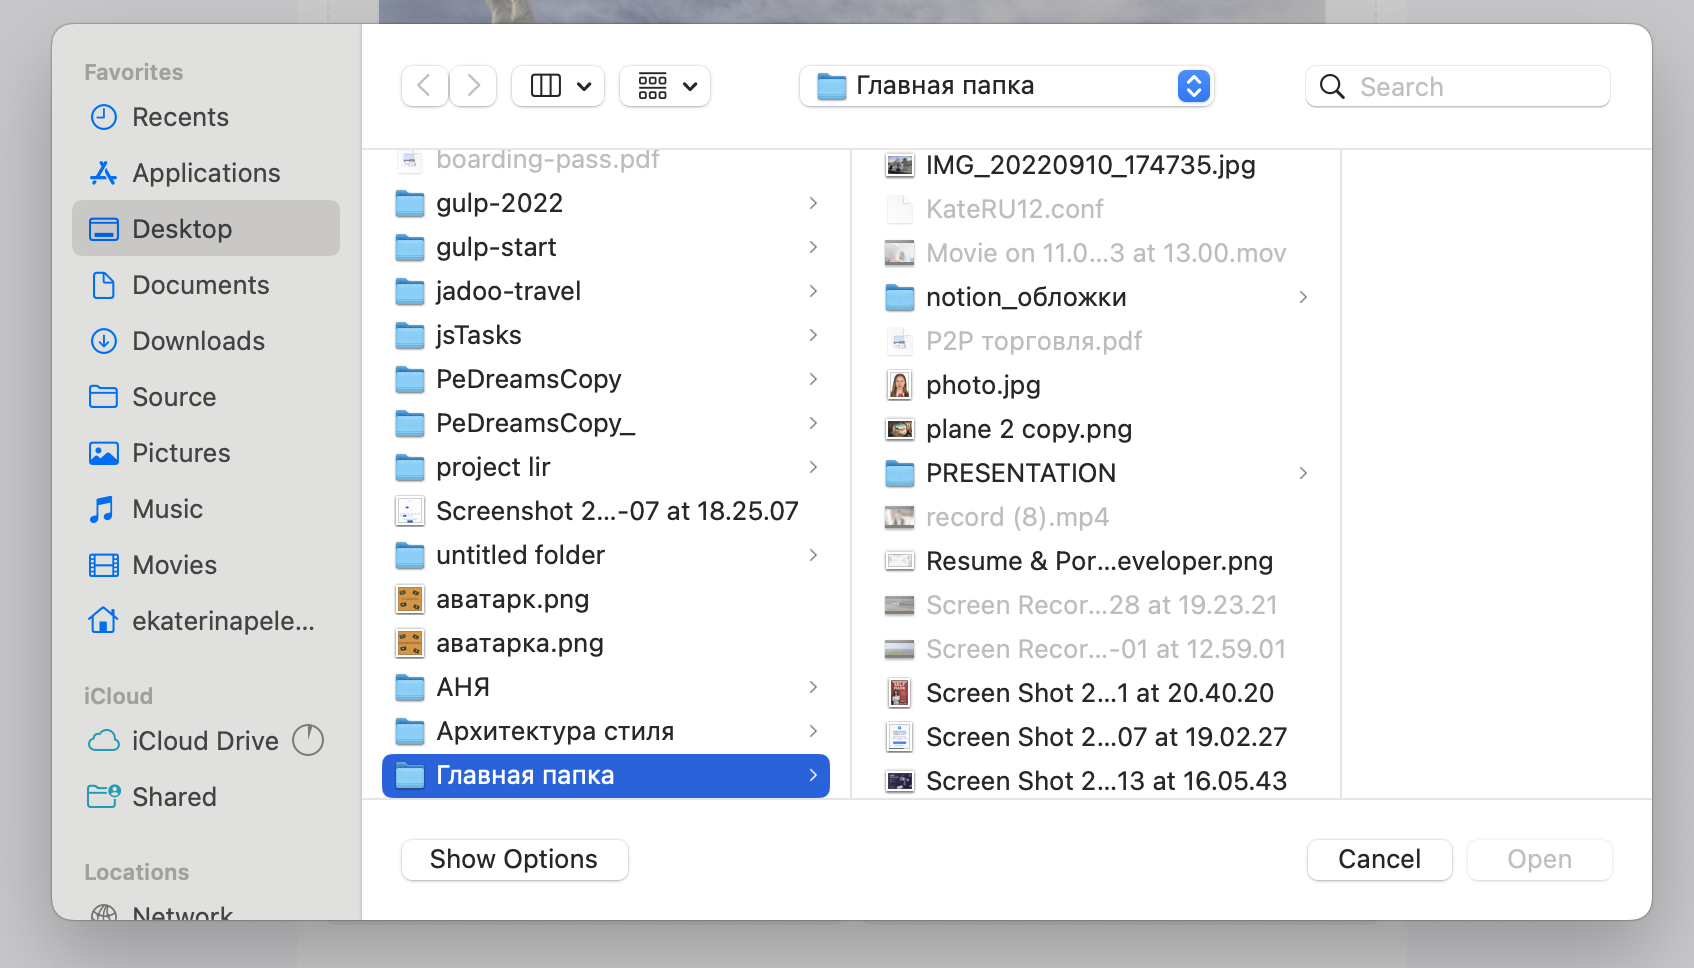 Favorites
Recents
Applications
Desktop
Documents
Downloads
Source
Pictures
Music
Movies
ekaterinapele...
iCloud
iCloud Drive
Shared
Locations
Network
Главная папка
Search
boarding-pass.pdf
gulp-2022
gulp-start
jadoo-travel
jsTasks
PeDreamsCopy
PeDreamsCopy_
project lir
Screenshot 2...-07 at 18.25.07
untitled folder
аватарк.png
аватарка.png
АНЯ
Архитектура стиля
Главная папка
IMG_20220910_174735.jpg
KateRU12.conf
Movie on 11.0...3 at 13.00.mov
notion_обложки
P2P торговля.pdf
photo.jpg
plane 2 copy.png
PRESENTATION
record (8).mp4
Resume & Por...eveloper.png
Screen Recor...28 at 19.23.21
Screen Recor...-01 at 12.59.01
Screen Shot 2...1 at 20.40.20
Screen Shot 2...07 at 19.02.27
Screen Shot 2...13 at 16.05.43
Show Options
Cancel
Open